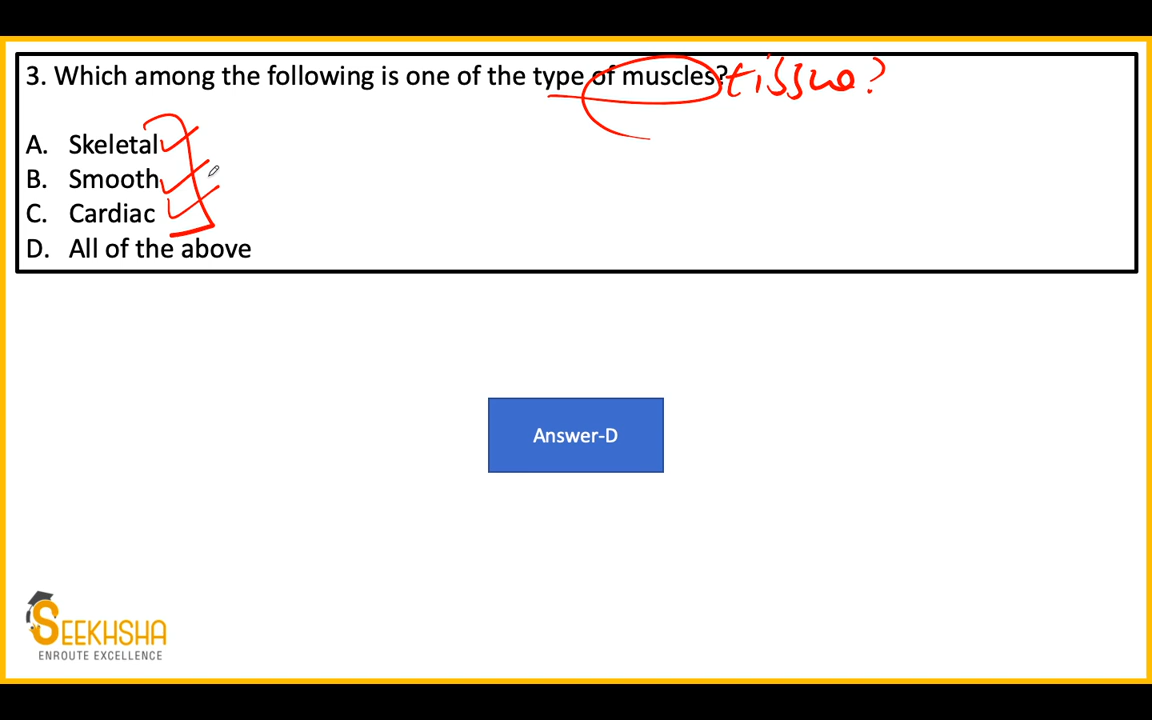 3. Which among the following is one of the type of muscles? tissue?
A. Skeletal
B. Smooth
C. Cardiac
D. All of the above
Answer-D
SEEKHSHA
ENROUTE EXCELLENCE